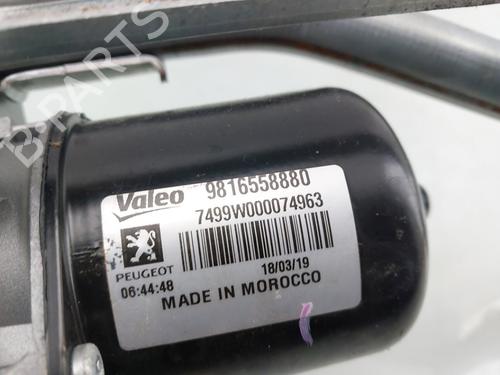 B-PARTS
Valeo 9816558880
7499W000074963
PEUGEOT
18/03/19
06:44:48
MADE IN MOROCCO